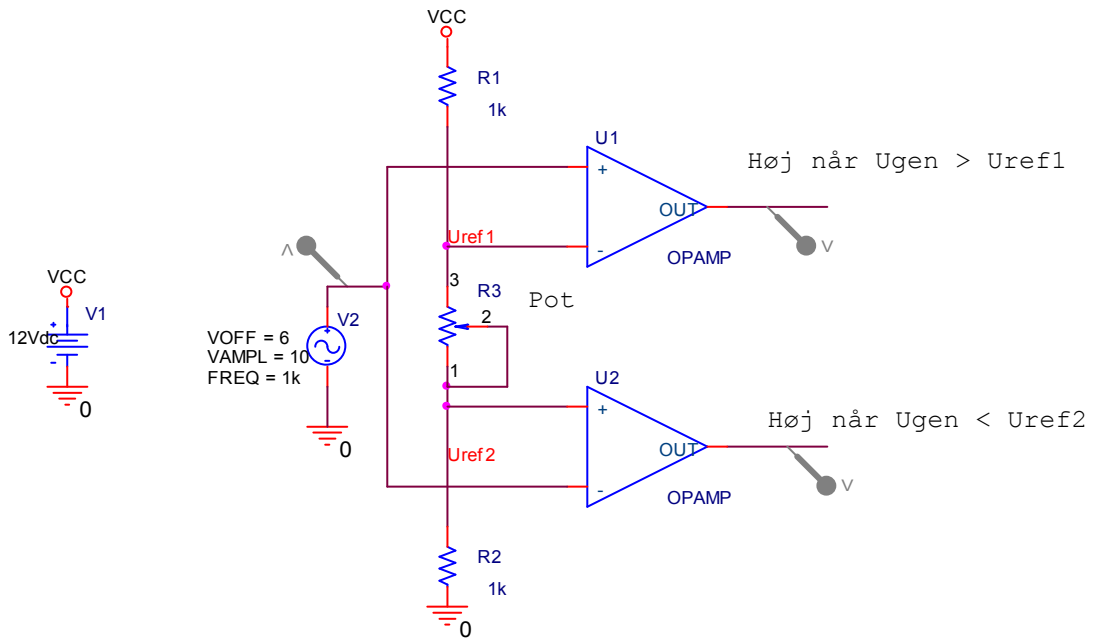 VCC
R1
1k
U1
+
-
OUT
OPAMP
Høj når Ugen > Uref1
V
V
Uref1
3
R3
Pot
2
1
VCC
+
V1
12Vdc
-
0
VOFF = 6
VAMPL = 10
FREQ = 1k
V2
+
-
0
U2
+
-
OUT
OPAMP
Høj når Ugen < Uref2
V
Uref2
R2
1k
0